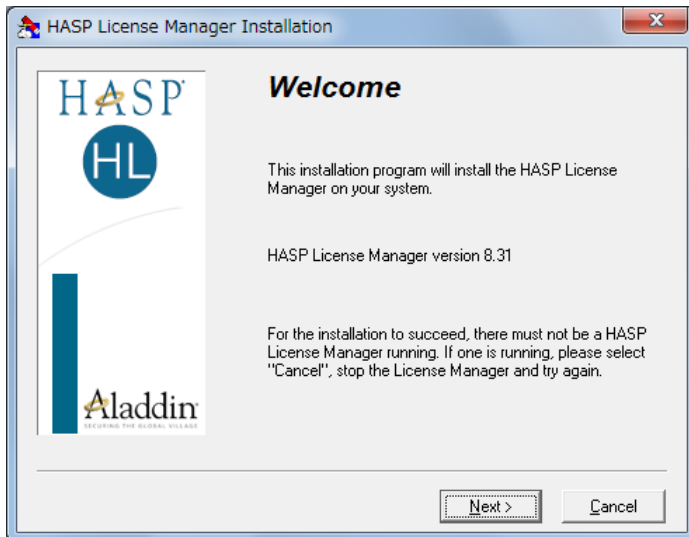 HASP License Manager Installation
HASP
HL
Aladdin
SECURING THE GLOBAL VILLAGE
Welcome
This installation program will install the HASP License
Manager on your system.
HASP License Manager version 8.31
For the installation to succeed, there must not be a HASP
License Manager running. If one is running, please select
"Cancel", stop the License Manager and try again.
Next >
Cancel